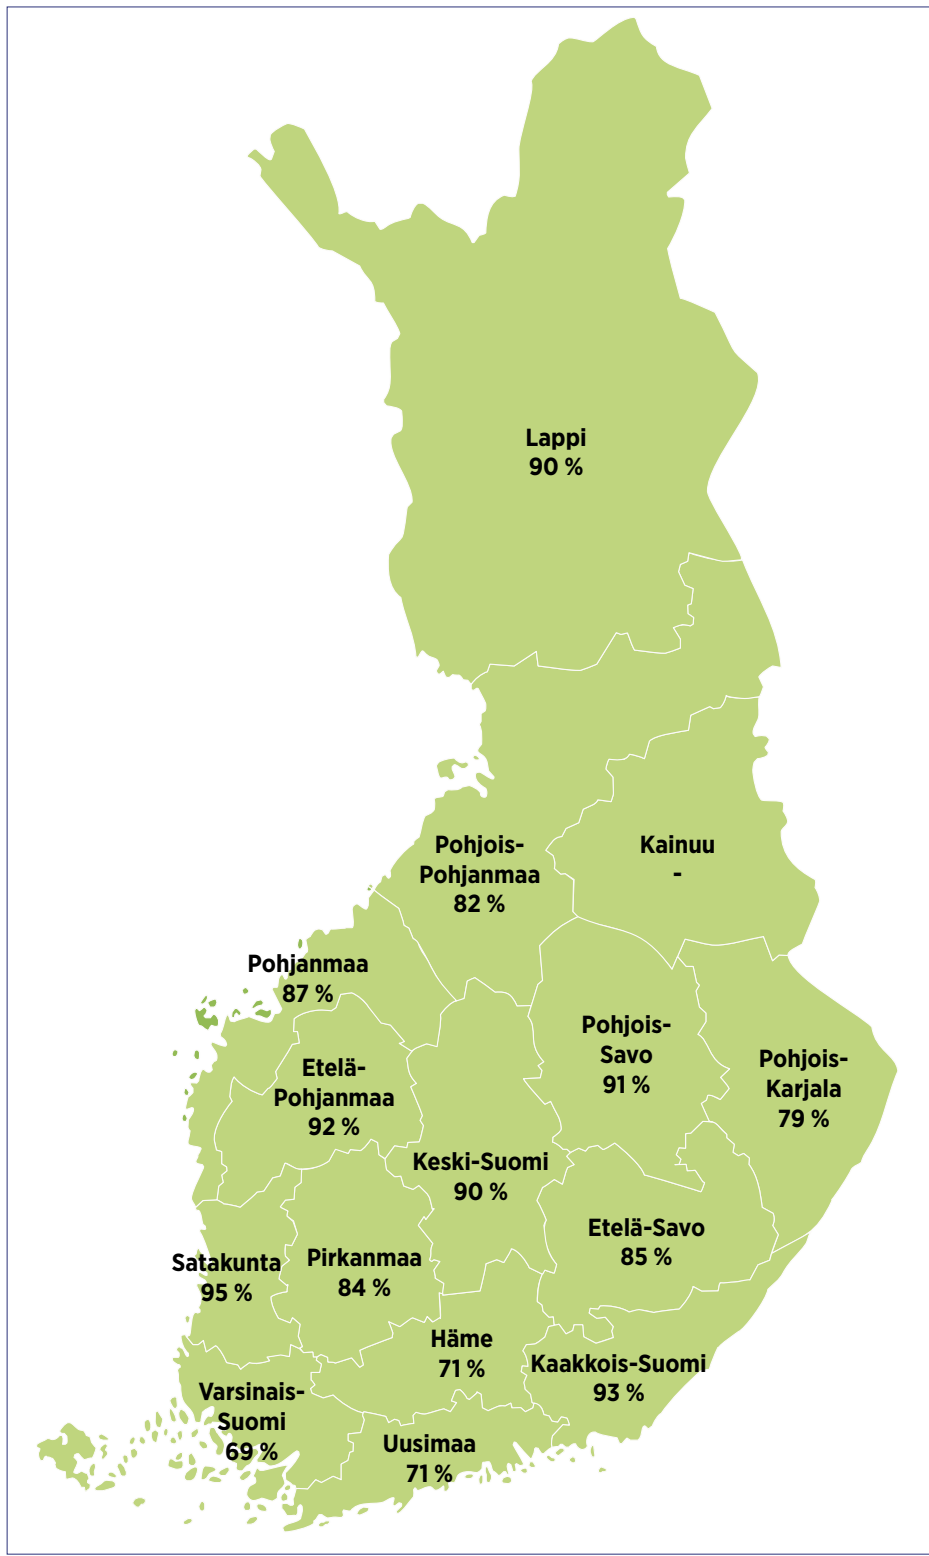 Lappi
90 %
Pohjois-
Pohjanmaa
82 %
Kainuu
-
Pohjanmaa
87 %
Pohjois-
Savo
91 %
Pohjois-
Karjala
79 %
Etelä-
Pohjanmaa
92 %
Keski-Suomi
90 %
Etelä-Savo
85 %
Satakunta
95 %
Pirkanmaa
84 %
Häme
71 %
Kaakkois-Suomi
93 %
Varsinais-
Suomi
69 %
Uusimaa
71 %